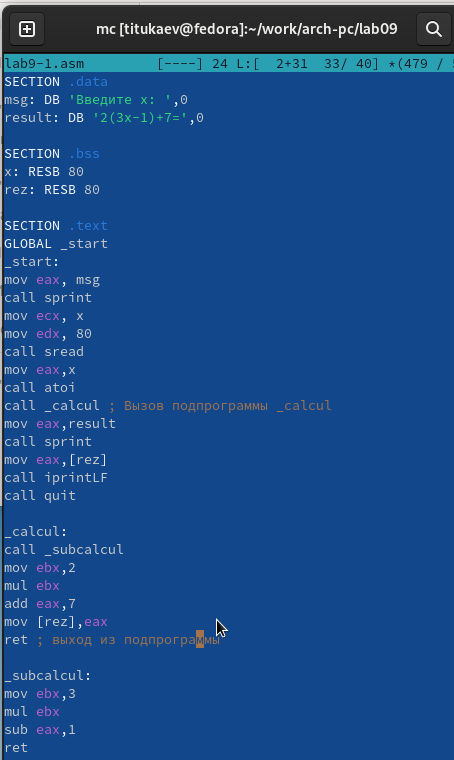 mc [titukaev@fedora]:~/work/arch-pc/lab09
lab9-1.asm [----] 24 L:[ 2+31 33/ 40] *(479 /
SECTION .data
msg: DB 'Введите x: ',0
result: DB '2(3x-1)+7=',0
SECTION .bss
x: RESB 80
rez: RESB 80
SECTION .text
GLOBAL _start
_start:
mov eax, msg
call sprint
mov ecx, x
mov edx, 80
call sread
mov eax,x
call atoi
call _calcul ; Вызов подпрограммы _calcul
mov eax,result
call sprint
mov eax,[rez]
call iprintLF
call quit
_calcul:
call _subcalcul
mov ebx,2
mul ebx
add eax,7
mov [rez],eax
ret ; выход из подпрограммы
_subcalcul:
mov ebx,3
mul ebx
sub eax,1
ret